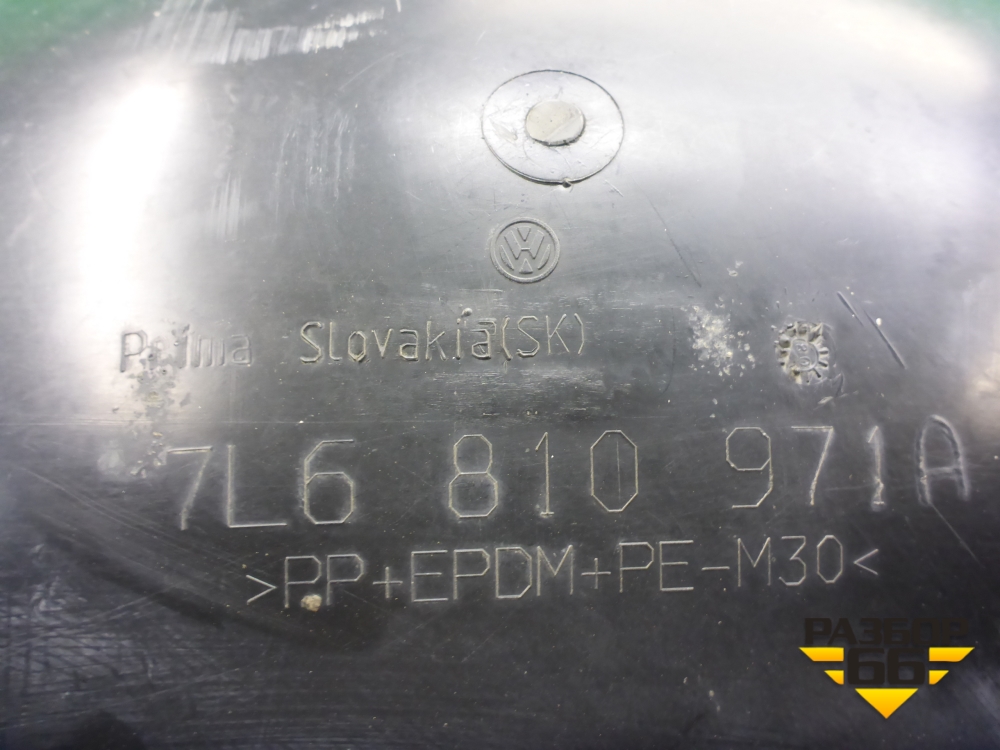 Slovakia(SK)
7L6 810 971A
>PP+EPDM+PE-M30<
РАЗБОР
66